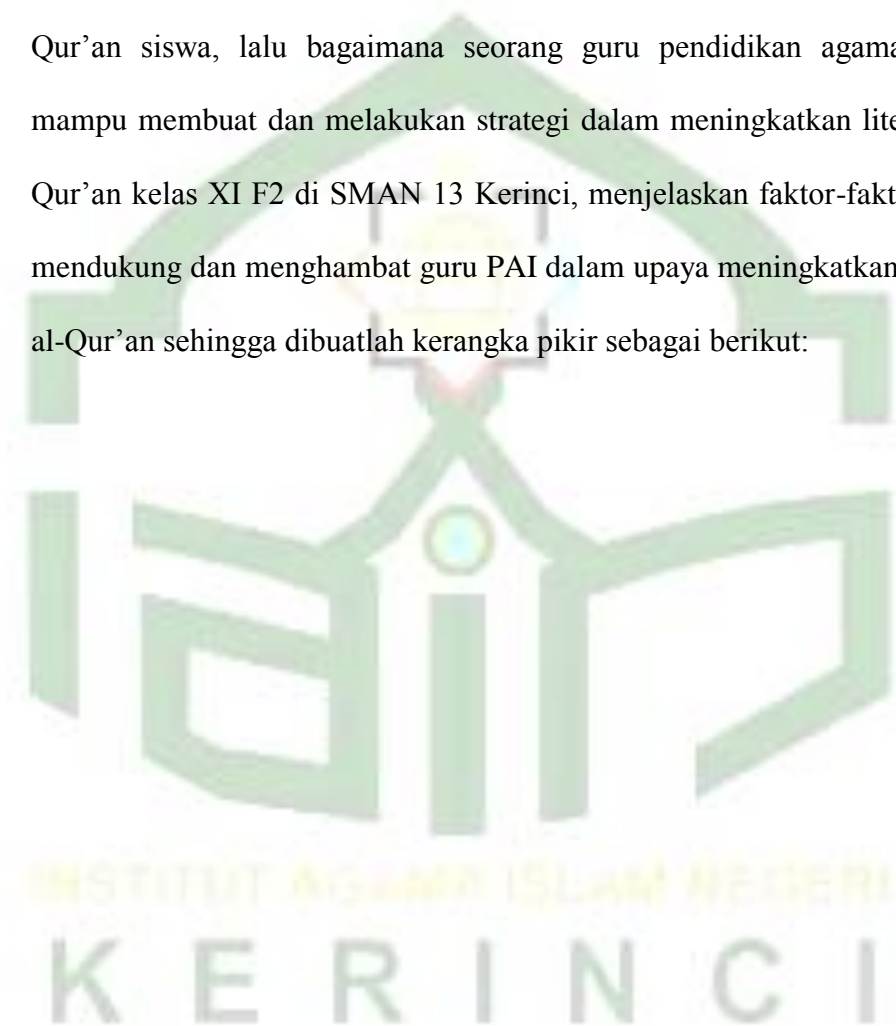 Qur’an siswa, lalu bagaimana seorang guru pendidikan agama
mampu membuat dan melakukan strategi dalam meningkatkan lite
Qur’an kelas XI F2 di SMAN 13 Kerinci, menjelaskan faktor-fakt
mendukung dan menghambat guru PAI dalam upaya meningkatkan
al-Qur’an sehingga dibuatlah kerangka pikir sebagai berikut:
iain
INSTITUT AGAMA ISLAM NEGERI
KERINCI